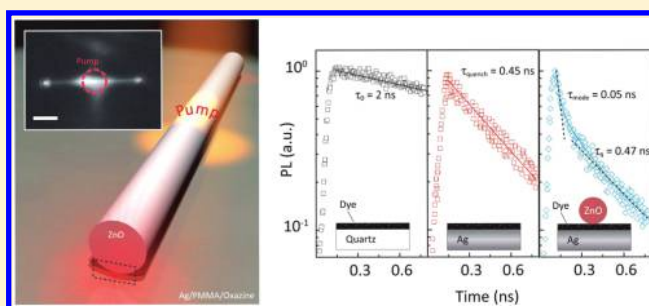 Pump
Pump
ZnO
Ag/PMMA/Oxazine
PL (a.u.)
10⁰
10⁻¹
τ₀ = 2 ns
Dye
Quartz
τquench = 0.45 ns
Ag
τmode = 0.05 ns
τq = 0.47 ns
Dye
ZnO
Ag
0.3 0.6 0.3 0.6 0.3 0.6
Time (ns)